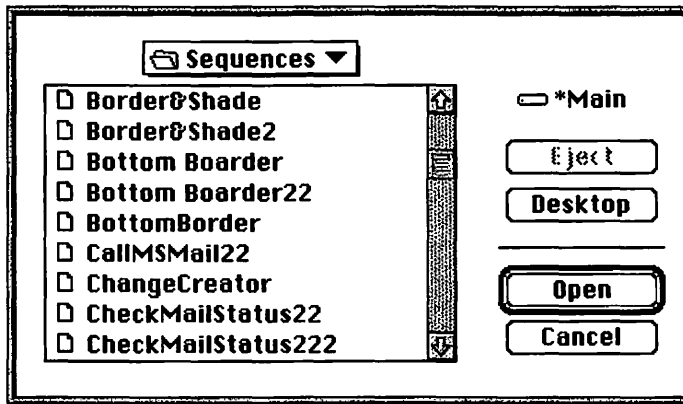 Sequences
Border&Shade
Border&Shade2
Bottom Boarder
Bottom Boarder22
BottomBorder
CallMSMail22
ChangeCreator
CheckMailStatus22
CheckMailStatus222
*Main
Eject
Desktop
Open
Cancel